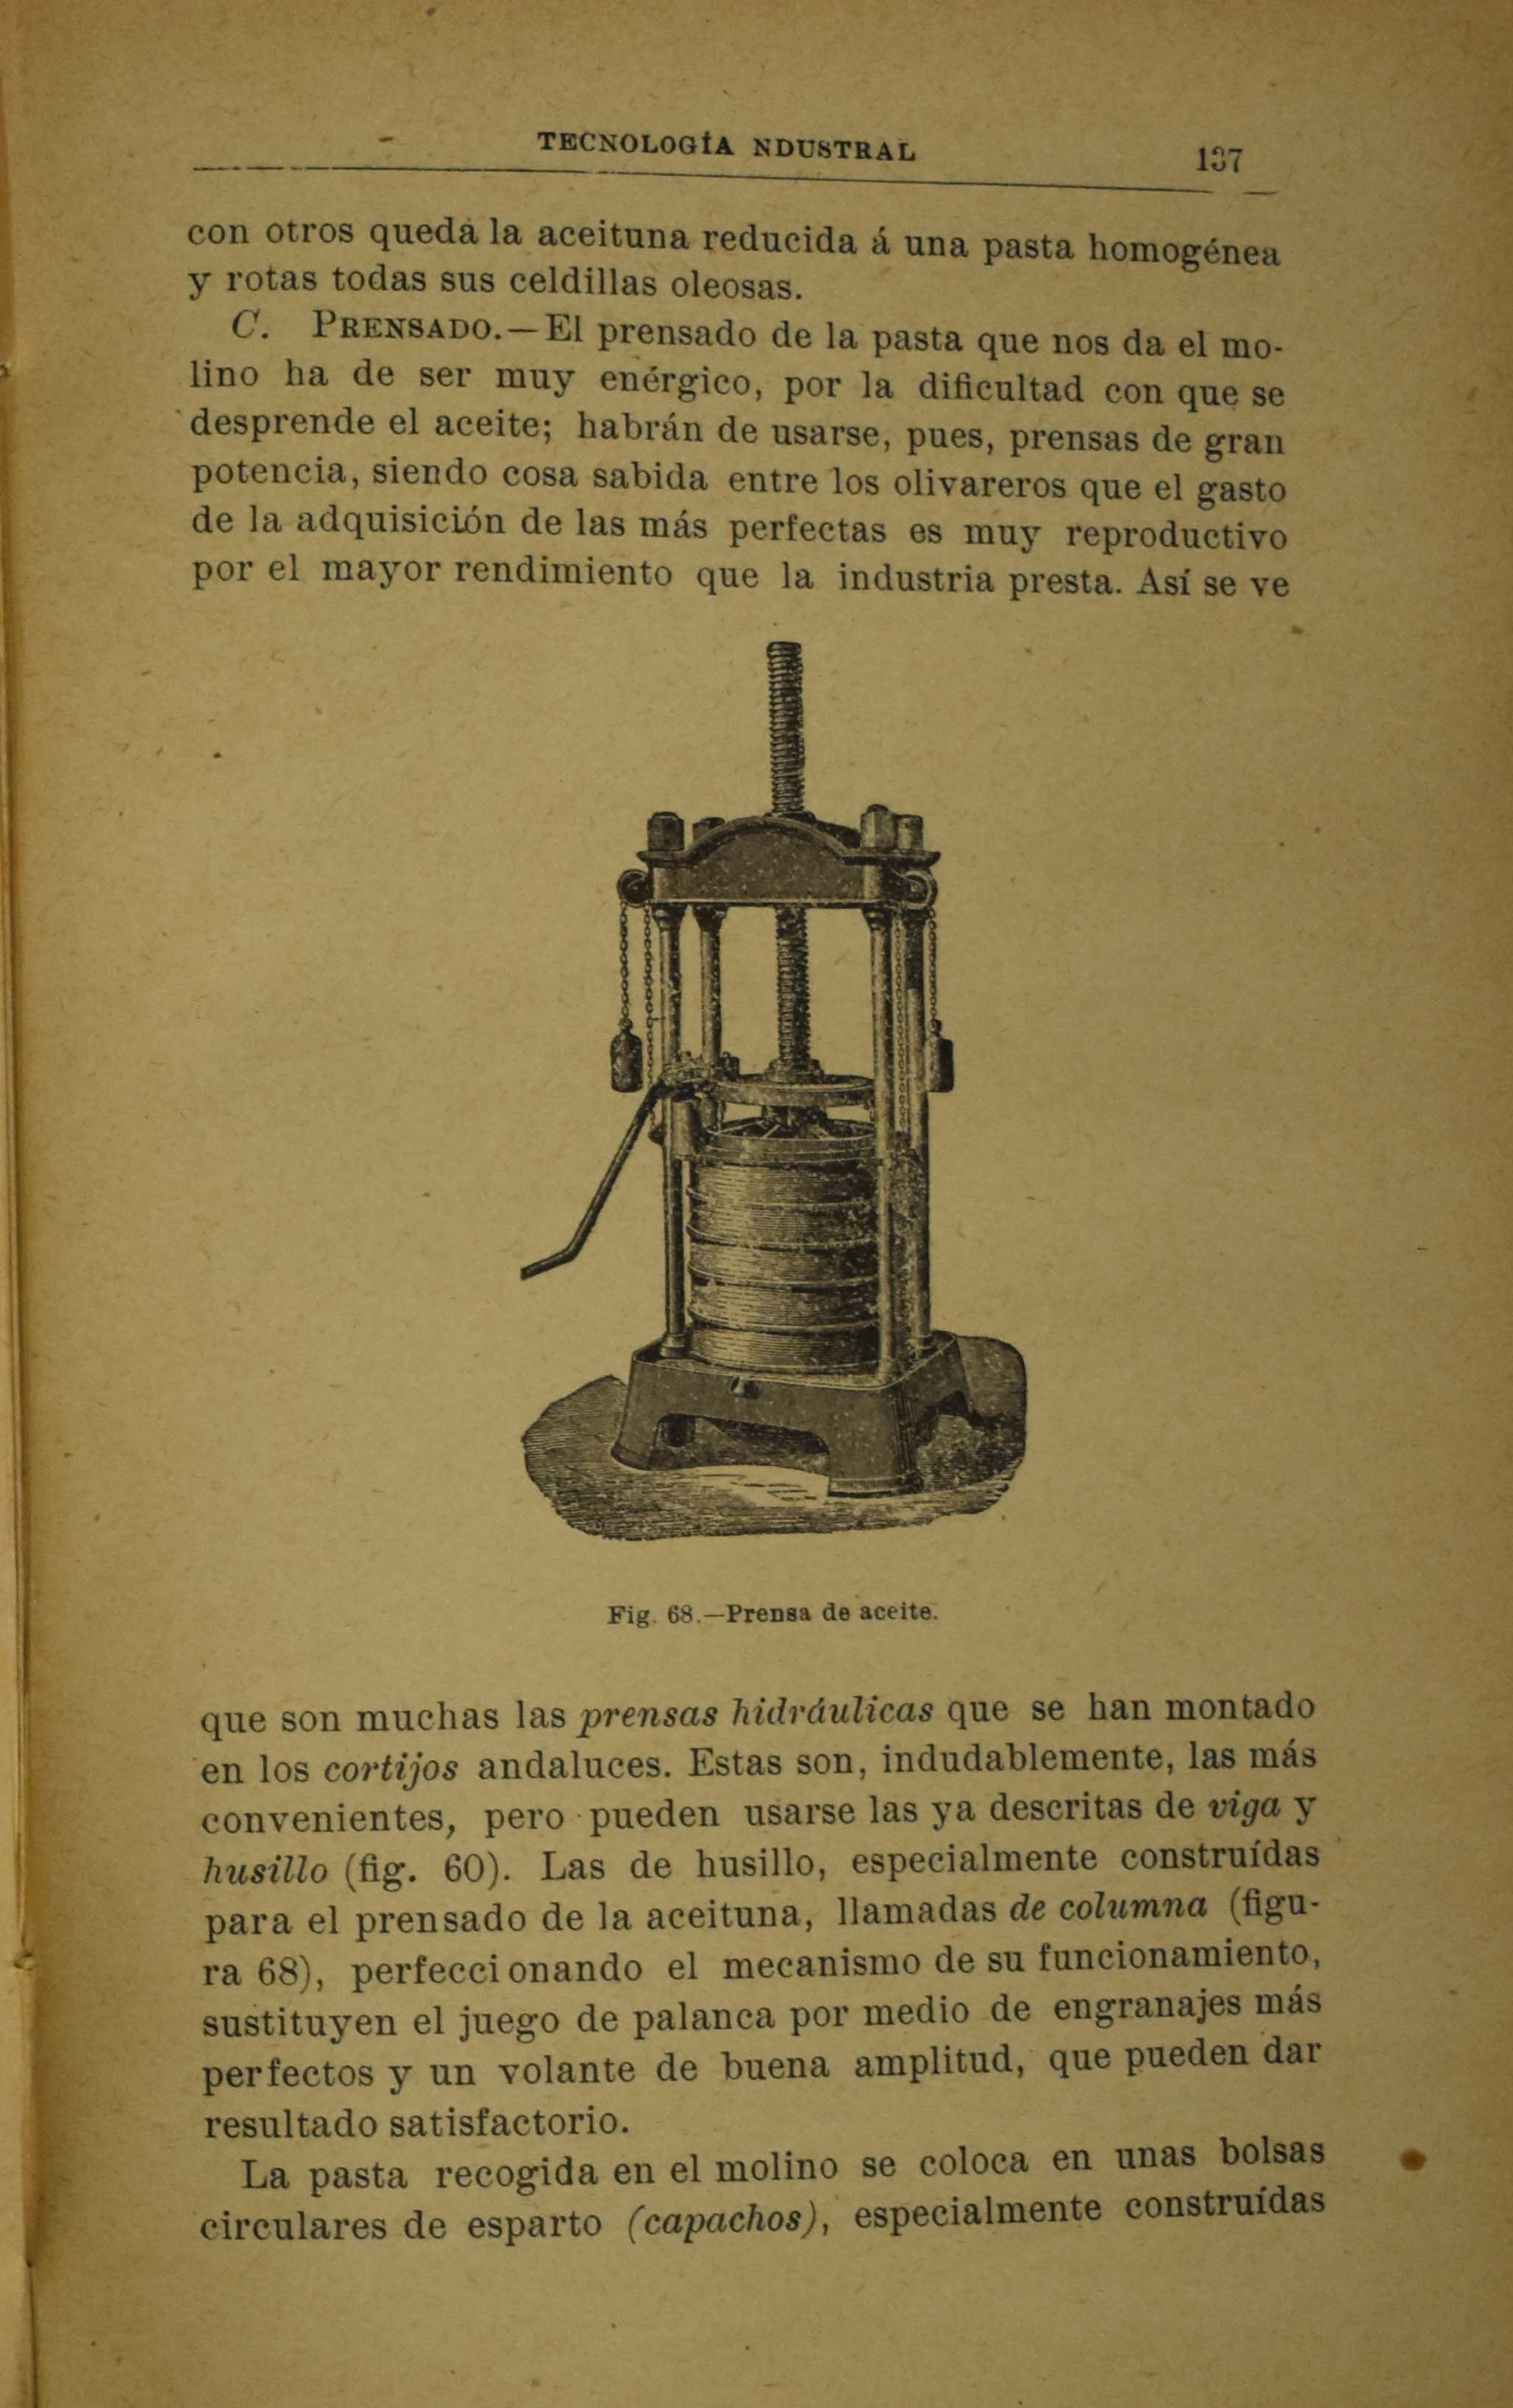 TECNOLOGÍA NDUSTRAL 137
con otros queda la aceituna reducida á una pasta homogénea
y rotas todas sus celdillas oleosas.
C. PRENSADO.—El prensado de la pasta que nos da el mo-
lino ha de ser muy enérgico, por la dificultad con que se
desprende el aceite; habrán de usarse, pues, prensas de gran
potencia, siendo cosa sabida entre los olivareros que el gasto
de la adquisición de las más perfectas es muy reproductivo
por el mayor rendimiento que la industria presta. Así se ve
Fig. 68.—Prensa de aceite.
que son muchas las prensas hidráulicas que se han montado
en los cortijos andaluces. Estas son, indudablemente, las más
convenientes, pero pueden usarse las ya descritas de viga y
husillo (fig. 60). Las de husillo, especialmente construídas
para el prensado de la aceituna, llamadas de columna (figu-
ra 68), perfeccionando el mecanismo de su funcionamiento,
sustituyen el juego de palanca por medio de engranajes más
perfectos y un volante de buena amplitud, que pueden dar
resultado satisfactorio.
La pasta recogida en el molino se coloca en unas bolsas
circulares de esparto (capachos), especialmente construídas